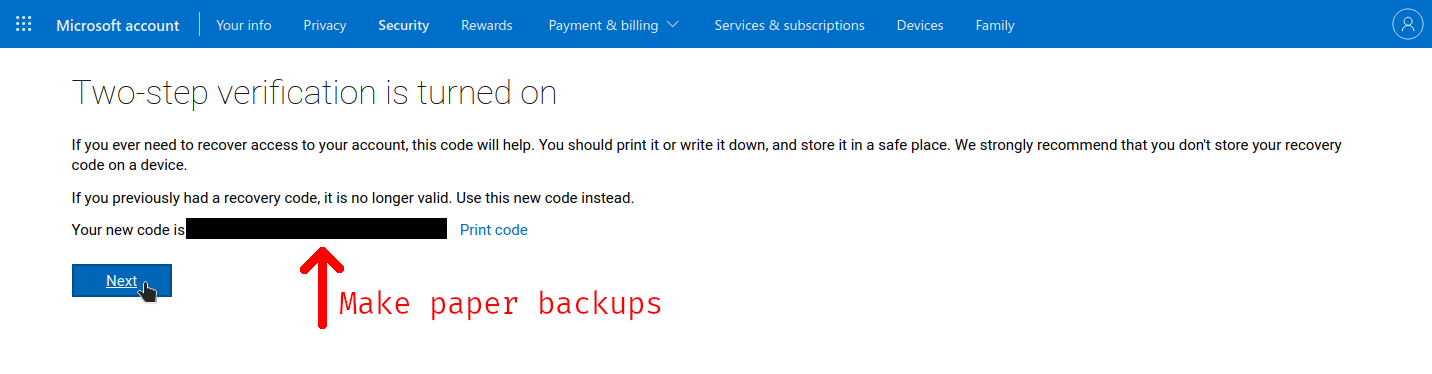 Microsoft account Your info Privacy Security Rewards Payment & billing Services & subscriptions Devices Family
Two-step verification is turned on
If you ever need to recover access to your account, this code will help. You should print it or write it down, and store it in a safe place. We strongly recommend that you don't store your recovery
code on a device.
If you previously had a recovery code, it is no longer valid. Use this new code instead.
Your new code is Print code
Next
Make paper backups